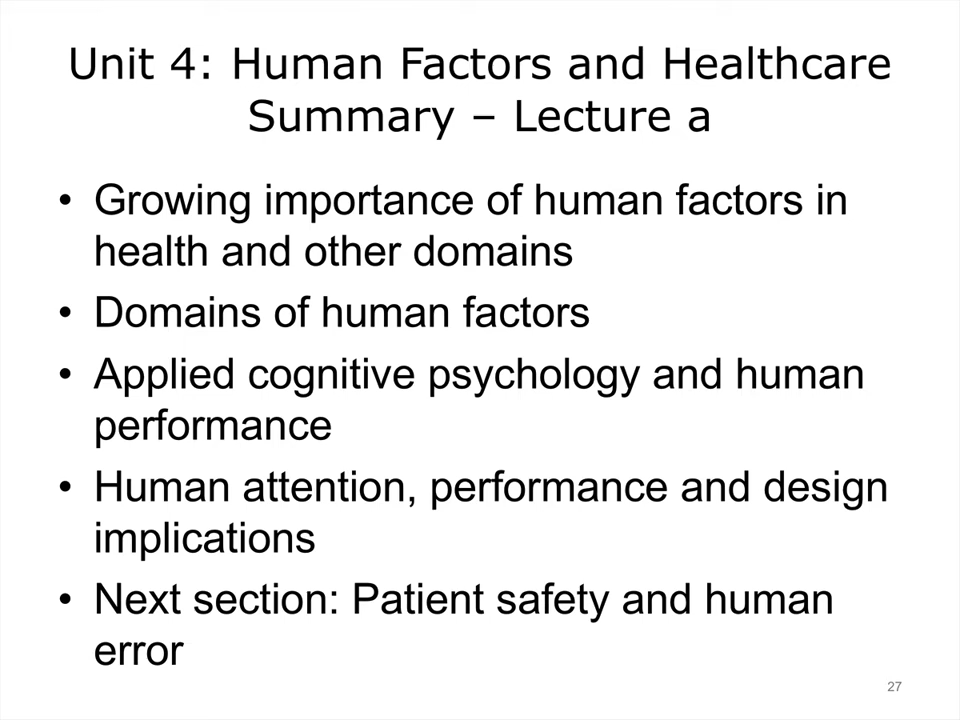 Unit 4: Human Factors and Healthcare
Summary – Lecture a
• Growing importance of human factors in
health and other domains
• Domains of human factors
• Applied cognitive psychology and human
performance
• Human attention, performance and design
implications
• Next section: Patient safety and human
error
27